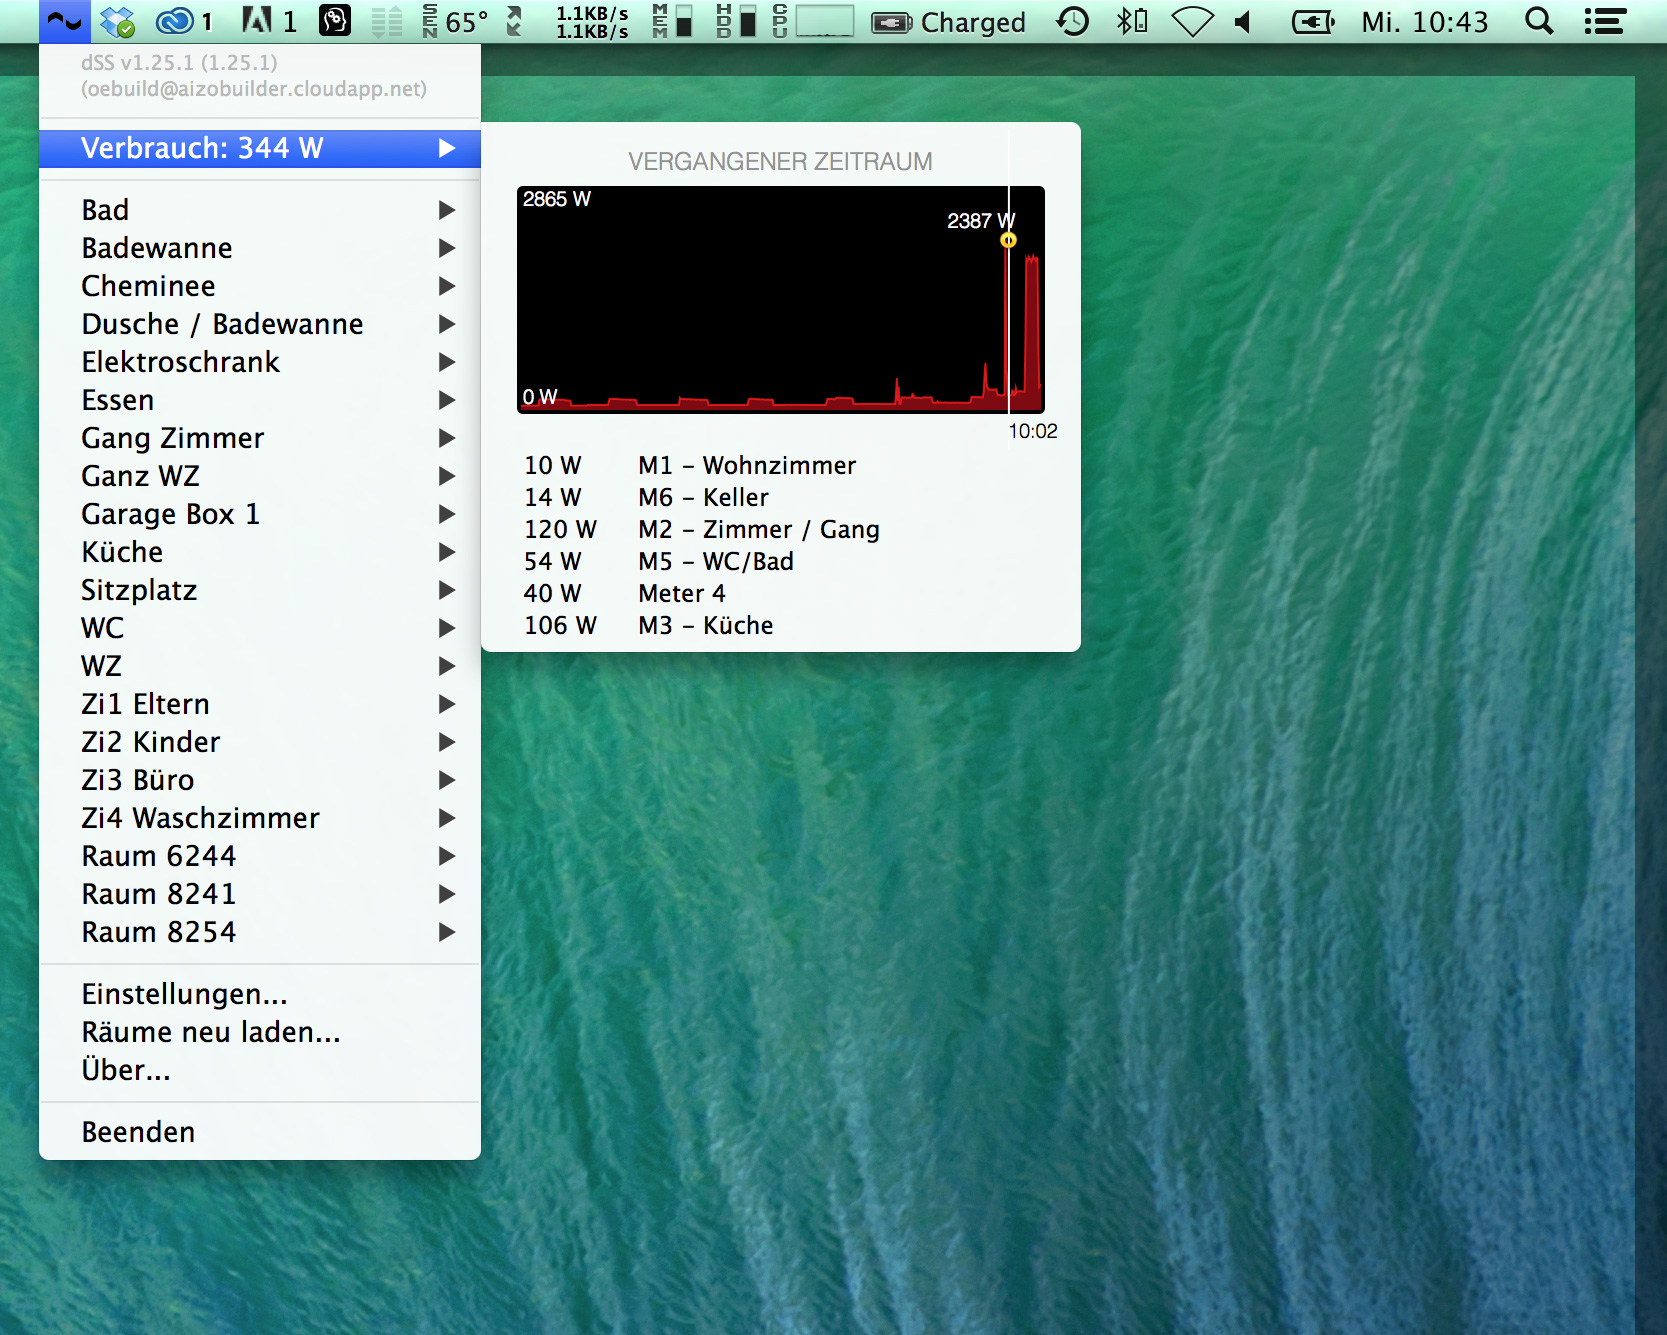 1
1
SEN
65°
1.1KB/s
1.1KB/s
MEM
HDD
CPU
Charged
Mi. 10:43
dSS v1.25.1 (1.25.1)
(oebuild@aizobuilder.cloudapp.net)
Verbrauch: 344 W
Bad
Badewanne
Cheminee
Dusche / Badewanne
Elektroschrank
Essen
Gang Zimmer
Ganz WZ
Garage Box 1
Küche
Sitzplatz
WC
WZ
Zi1 Eltern
Zi2 Kinder
Zi3 Büro
Zi4 Waschzimmer
Raum 6244
Raum 8241
Raum 8254
Einstellungen...
Räume neu laden...
Über...
Beenden
VERGANGENER ZEITRAUM
2865 W
2387 W
0 W
10:02
10 W M1 – Wohnzimmer
14 W M6 – Keller
120 W M2 – Zimmer / Gang
54 W M5 – WC/Bad
40 W Meter 4
106 W M3 – Küche